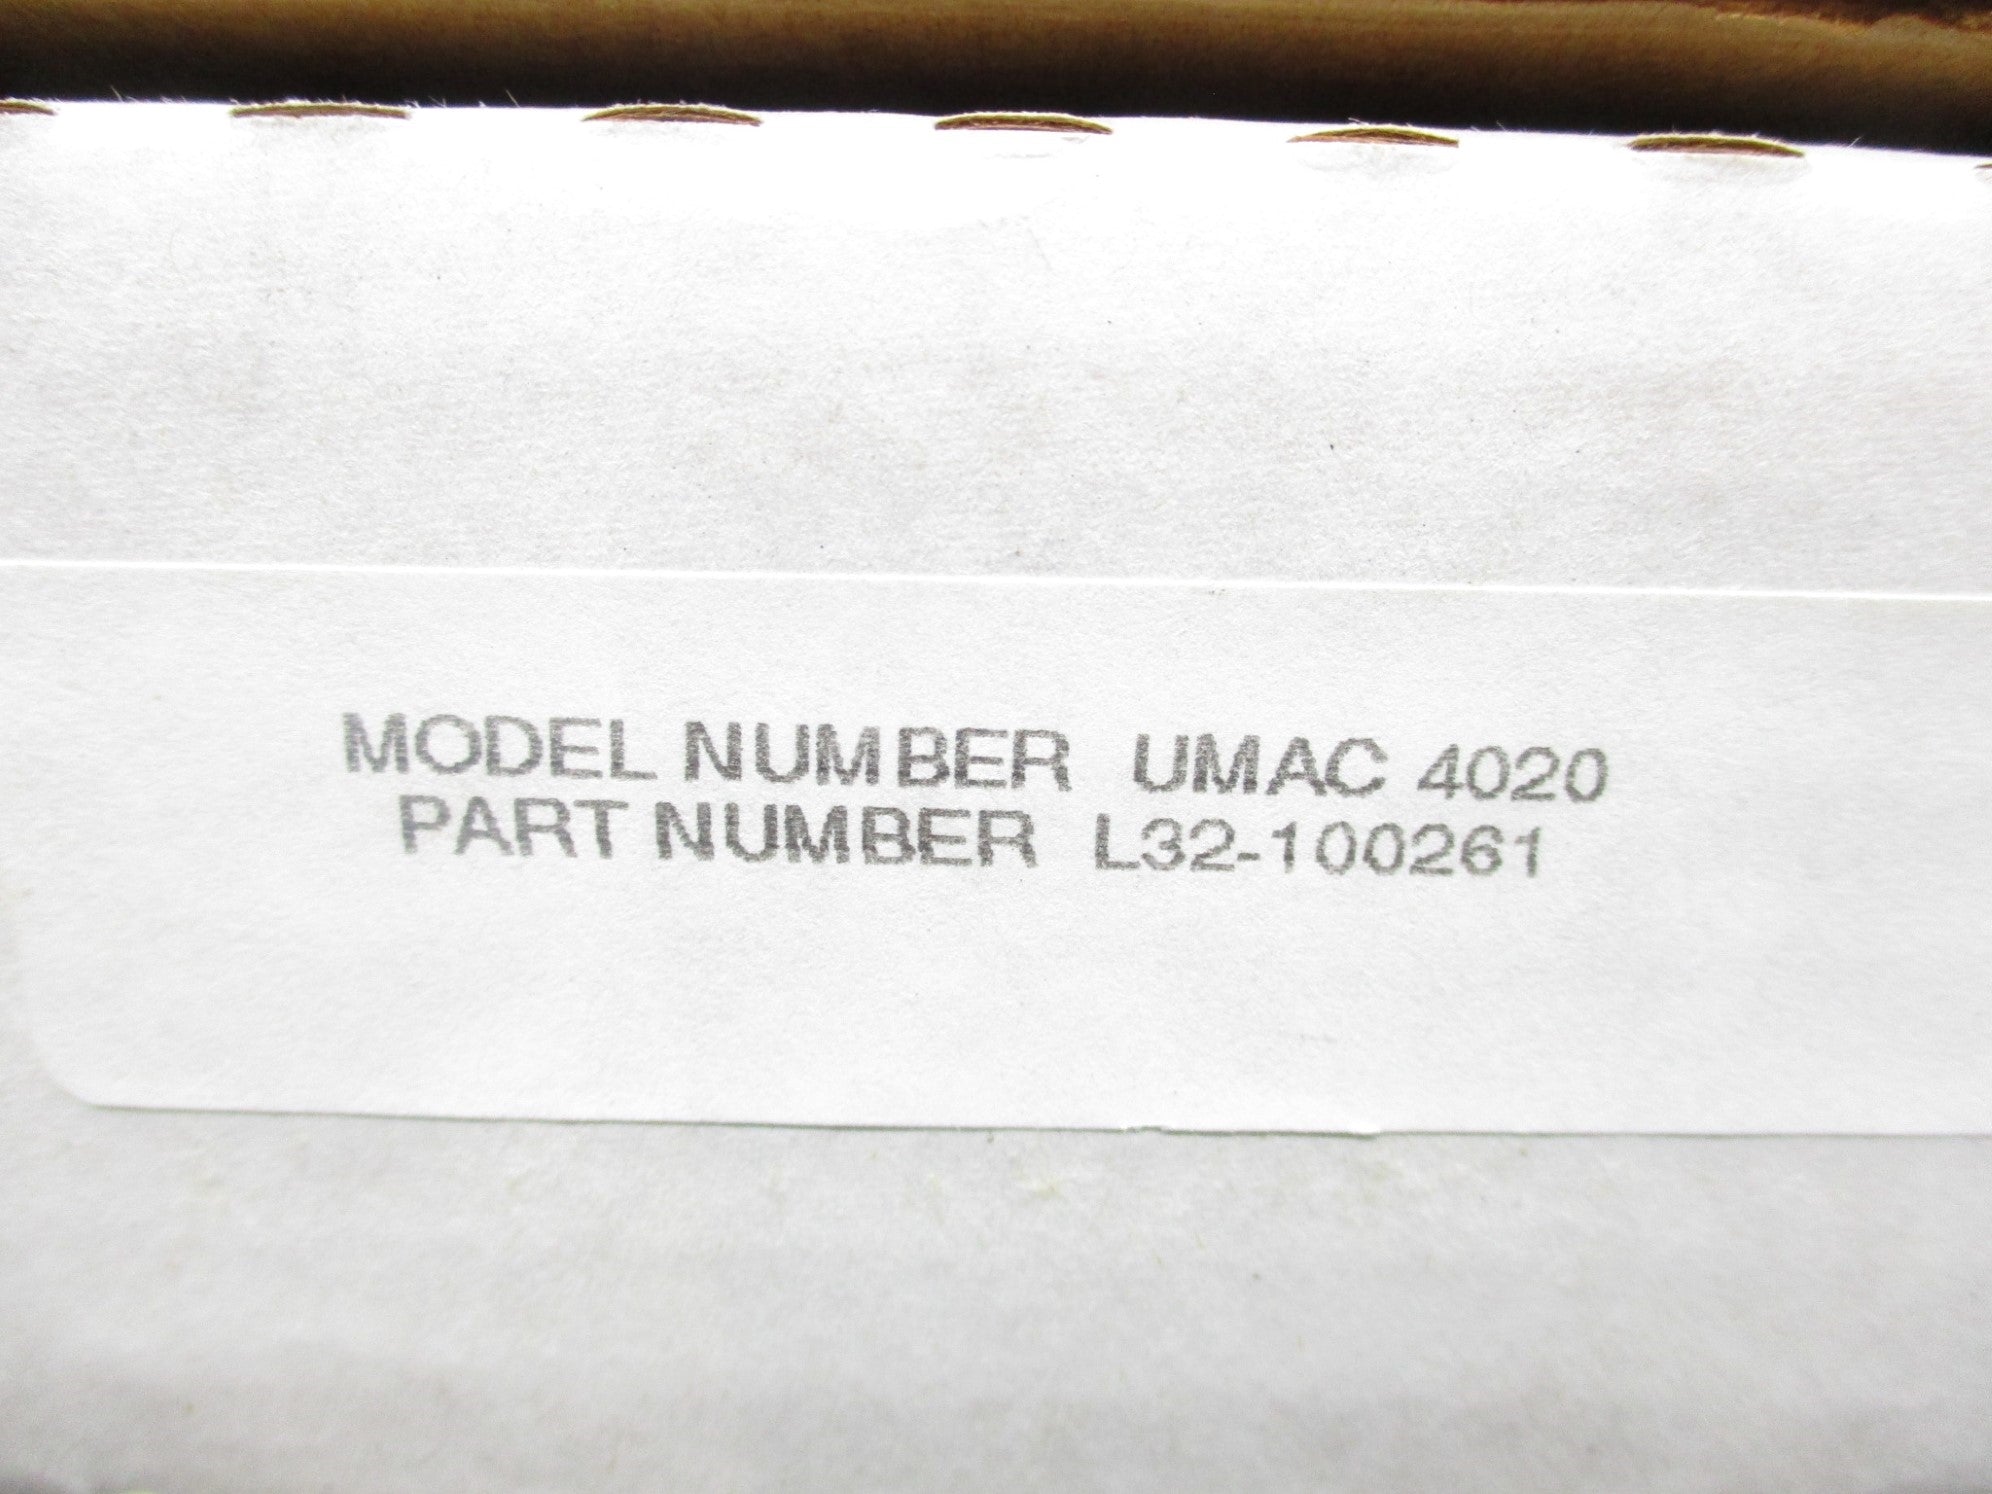 MODEL NUMBER UMAC 4020
PART NUMBER L32-100261